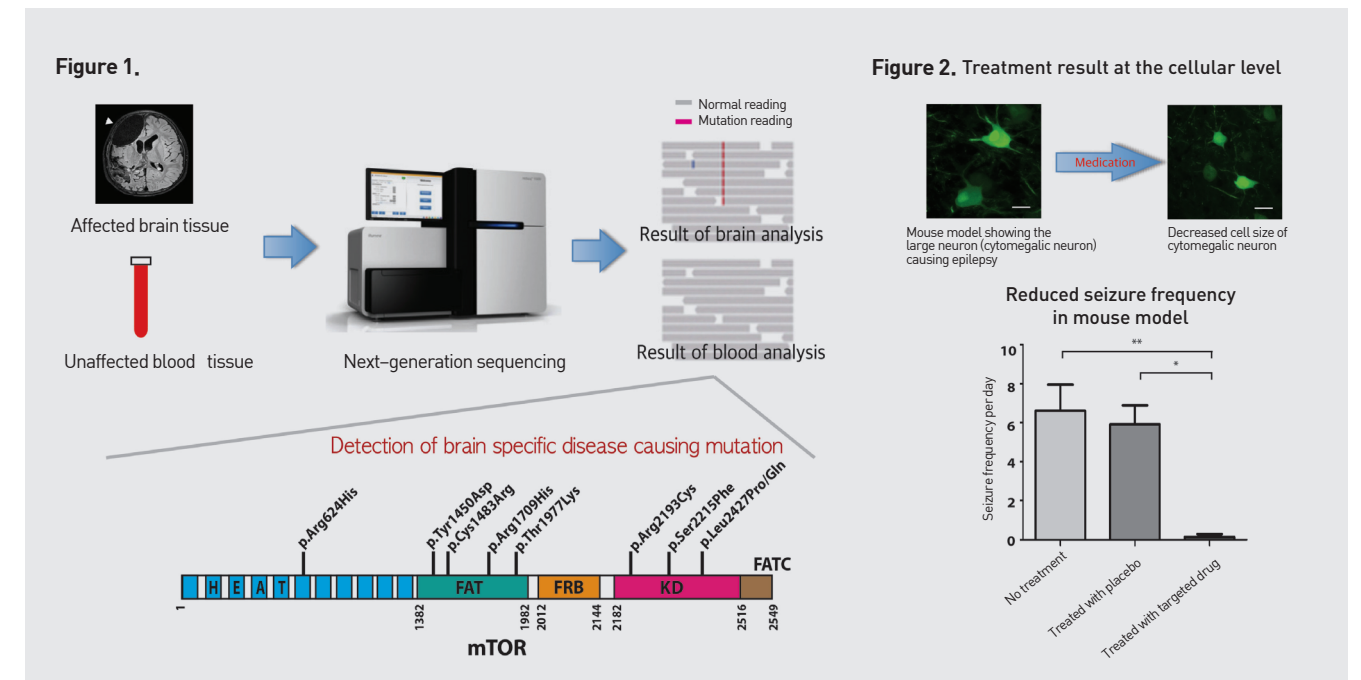 Figure 1.
Affected brain tissue
Unaffected blood tissue
Next-generation sequencing
Normal reading
Mutation reading
Result of brain analysis
Result of blood analysis
Detection of brain specific disease causing mutation
p.Arg624His
p.Tyr1450Asp
p.Cys1483Arg
p.Arg1709His
p.Thr1977Lys
p.Arg2193Cys
p.Ser2215Phe
p.Leu2427Pro/Gln
H E A T
FAT
FRB
KD
FATC
1
1382
1982
2012
2144
2182
2516
2549
mTOR
Figure 2. Treatment result at the cellular level
Medication
Mouse model showing the
large neuron (cytomegalic neuron)
causing epilepsy
Decreased cell size of
cytomegalic neuron
Reduced seizure frequency
in mouse model
Seizure frequency per day
10
8
6
4
2
0
**
*
No treatment
Treated with placebo
Treated with targeted drug